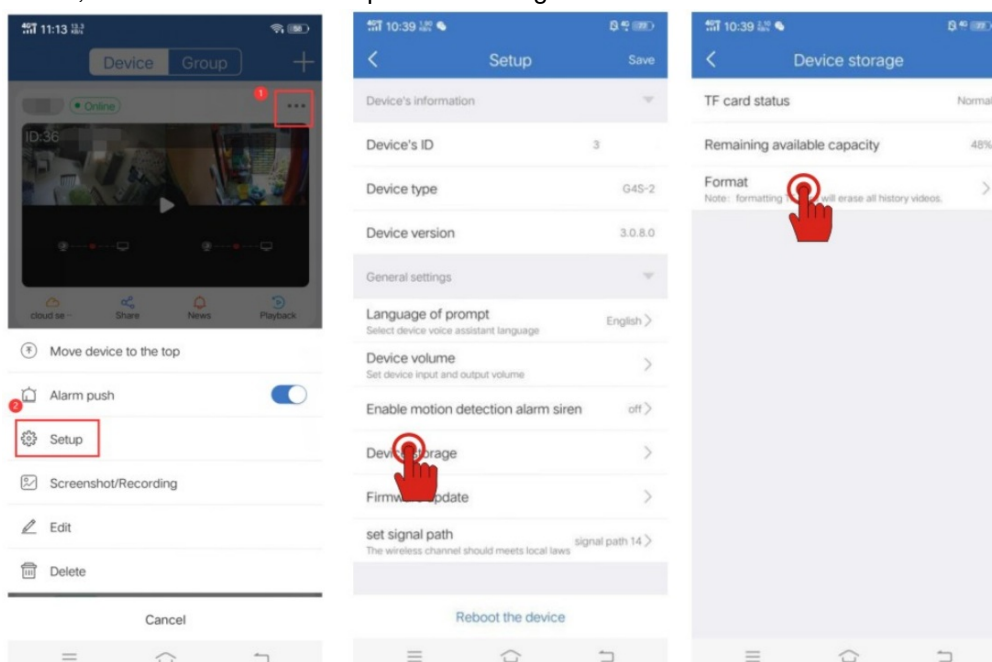 11:13
Device
Group
Online
1
ID:36
cloud se ...
Share
News
Playback
Move device to the top
Alarm push
2
Setup
Screenshot/Recording
Edit
Delete
Cancel
10:39
Setup
Save
Device's information
Device's ID
3
Device type
G4S-2
Device version
3.0.8.0
General settings
Language of prompt
English
Select device voice assistant language
Device volume
Set device input and output volume
Enable motion detection alarm siren
off
Device storage
Firmware update
set signal path
signal path 14
The wireless channel should meets local laws
Reboot the device
10:39
Device storage
TF card status
Normal
Remaining available capacity
48%
Format
Note: formatting will erase all history videos.